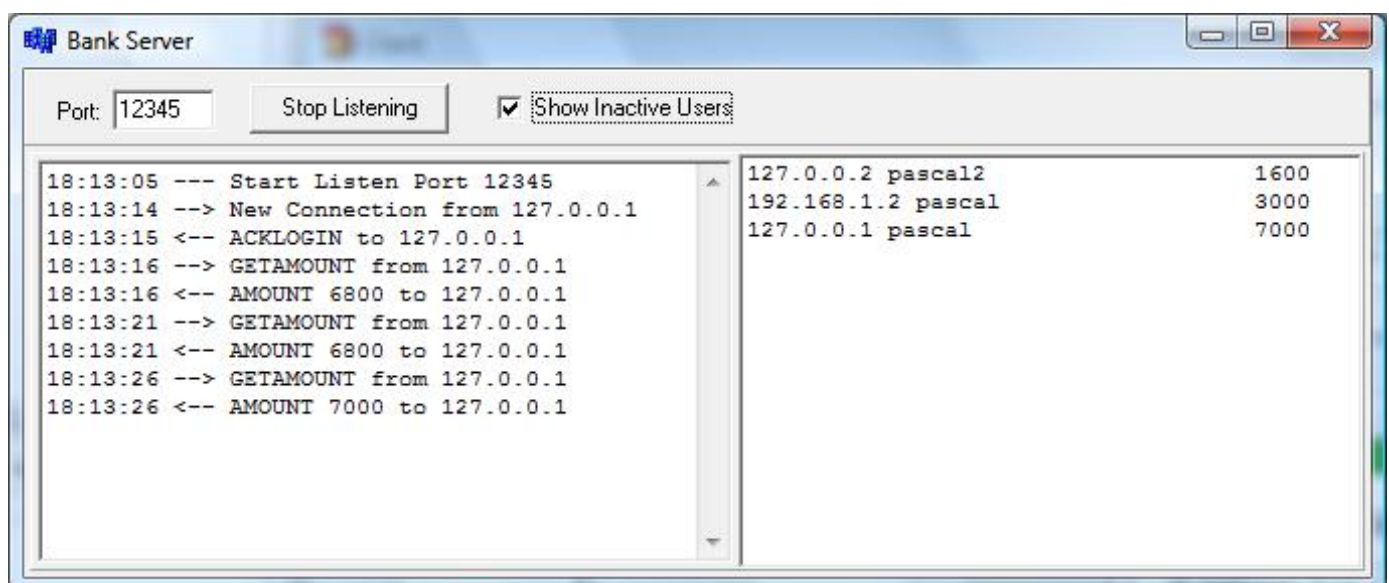 Bank Server
Port: 12345 Stop Listening Show Inactive Users
18:13:05 --- Start Listen Port 12345
18:13:14 --> New Connection from 127.0.0.1
18:13:15 <-- ACKLOGIN to 127.0.0.1
18:13:16 --> GETAMOUNT from 127.0.0.1
18:13:16 <-- AMOUNT 6800 to 127.0.0.1
18:13:21 --> GETAMOUNT from 127.0.0.1
18:13:21 <-- AMOUNT 6800 to 127.0.0.1
18:13:26 --> GETAMOUNT from 127.0.0.1
18:13:26 <-- AMOUNT 7000 to 127.0.0.1
127.0.0.2 pascal2 1600
192.168.1.2 pascal 3000
127.0.0.1 pascal 7000